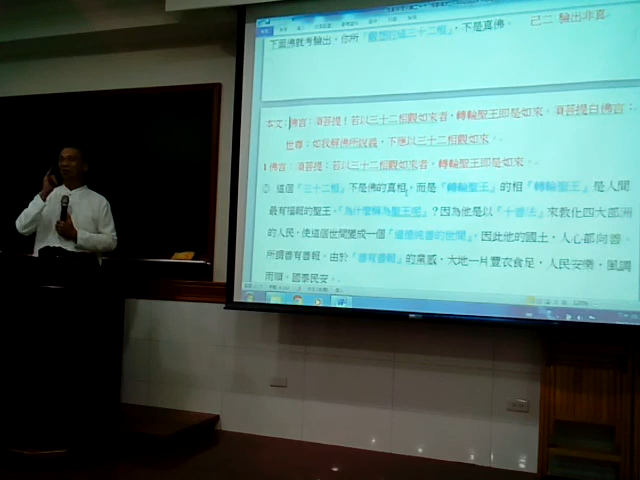 下面佛就考驗出，你所「觀想的這三十二相」，不是真佛。 己二 驗出非真
本文：佛言：須菩提！若以三十二相觀如來者，轉輪聖王即是如來。須菩提白佛言：
世尊：如我解佛所說義，不應以三十二相觀如來。
佛言：須菩提：若以三十二相觀如來者，轉輪聖王即是如來。
這個「三十二相」不是佛的真相，而是「轉輪聖王」的相「轉輪聖王」是人間
最有福報的聖王。「為什麼稱為聖王呢」？因為他是以「十善法」來教化四大部洲
的人民，使這個世間變成一個「道德純善的世間」，因此他的國土，人心都向善。
所謂善有善報，由於「善有善報」的感，大地一片豐衣食足，人民安樂，風調
雨順，國泰民安。